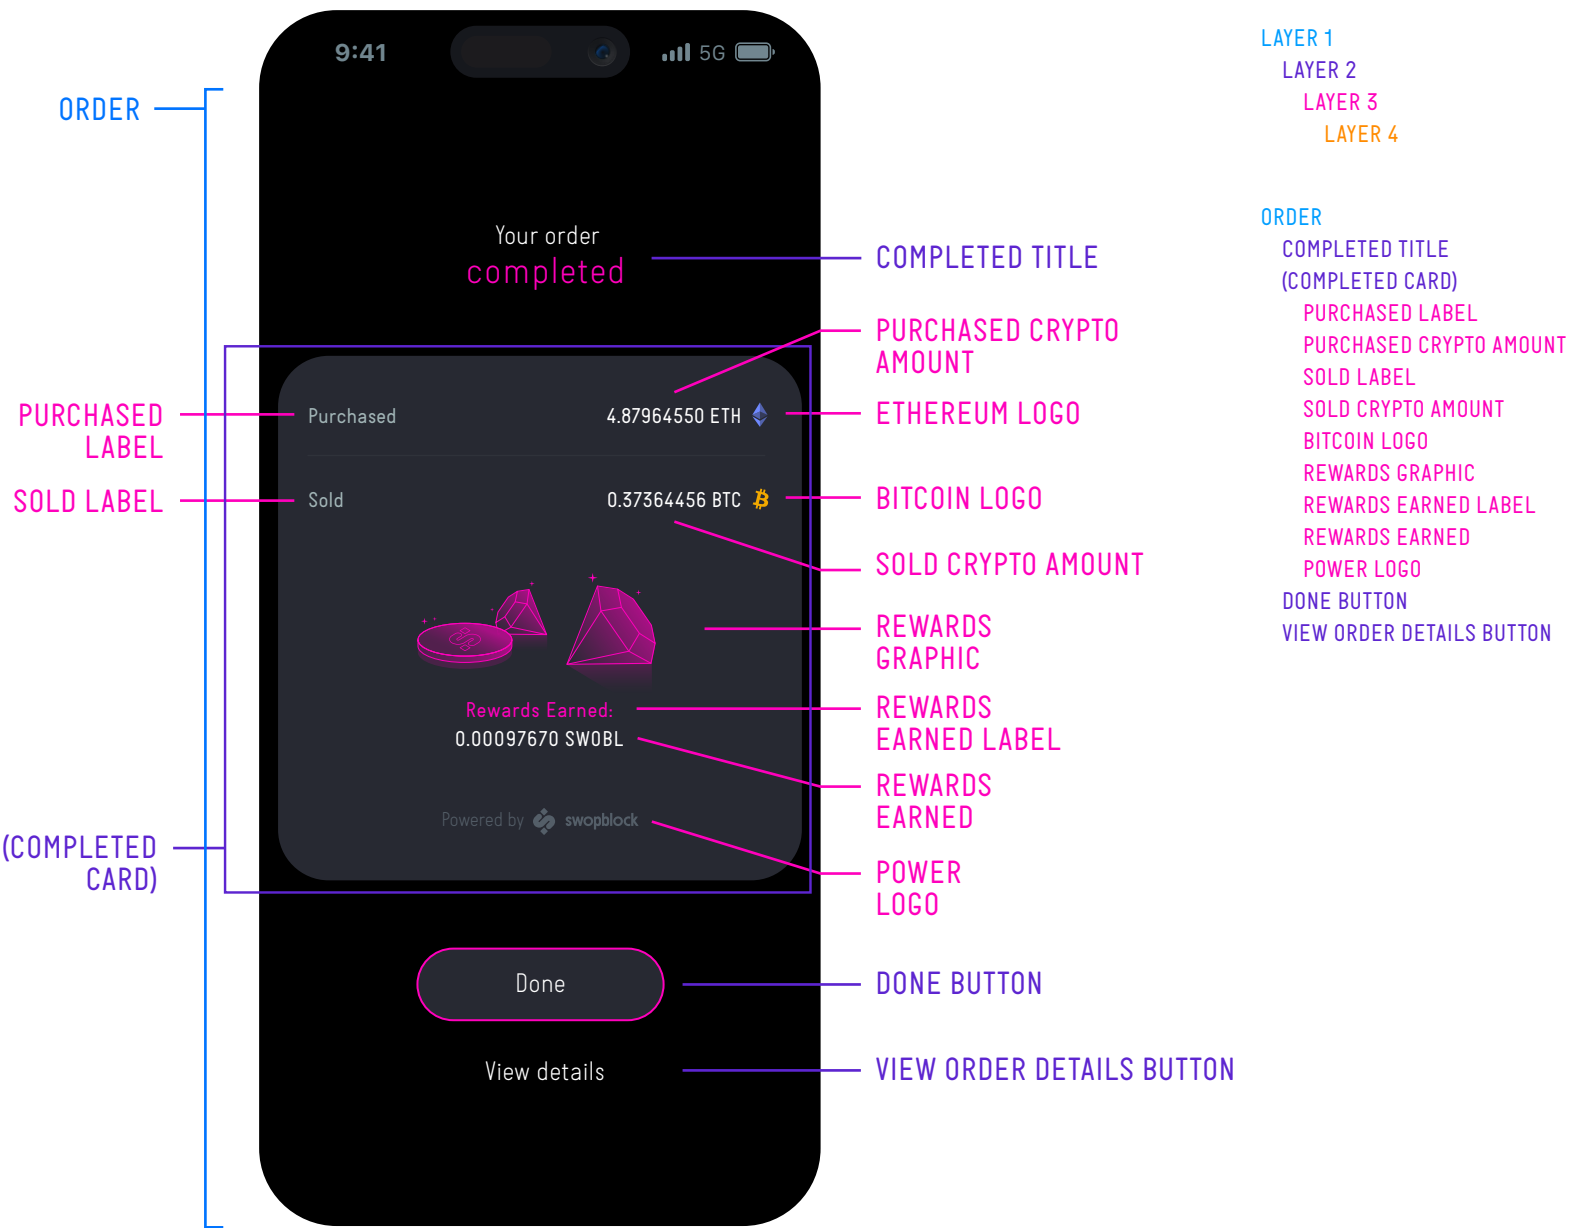 9:41
5G
ORDER
Your order
completed
COMPLETED TITLE
PURCHASED CRYPTO
AMOUNT
PURCHASED
LABEL
Purchased
4.87964550 ETH
ETHEREUM LOGO
SOLD LABEL
Sold
0.37364456 BTC
BITCOIN LOGO
SOLD CRYPTO AMOUNT
REWARDS
GRAPHIC
Rewards Earned:
0.00097670 SWOBL
REWARDS
EARNED LABEL
REWARDS
EARNED
Powered by swopblock
(COMPLETED
CARD)
POWER
LOGO
Done
DONE BUTTON
View details
VIEW ORDER DETAILS BUTTON
LAYER 1
LAYER 2
LAYER 3
LAYER 4
ORDER
COMPLETED TITLE
(COMPLETED CARD)
PURCHASED LABEL
PURCHASED CRYPTO AMOUNT
SOLD LABEL
SOLD CRYPTO AMOUNT
BITCOIN LOGO
REWARDS GRAPHIC
REWARDS EARNED LABEL
REWARDS EARNED
POWER LOGO
DONE BUTTON
VIEW ORDER DETAILS BUTTON